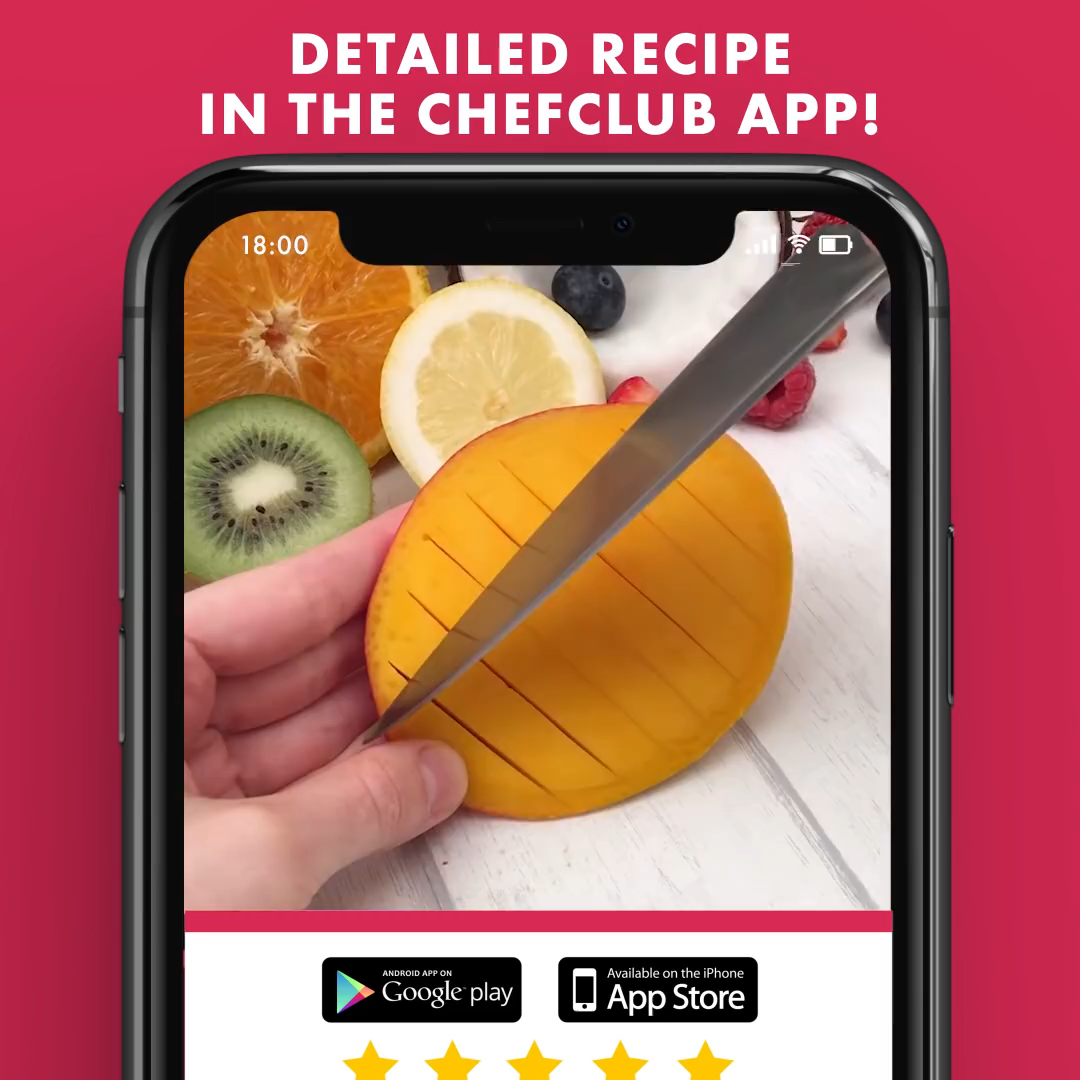 DETAILED RECIPE
IN THE CHEFCLUB APP!
18:00
ANDROID APP ON
Google play
Available on the iPhone
App Store